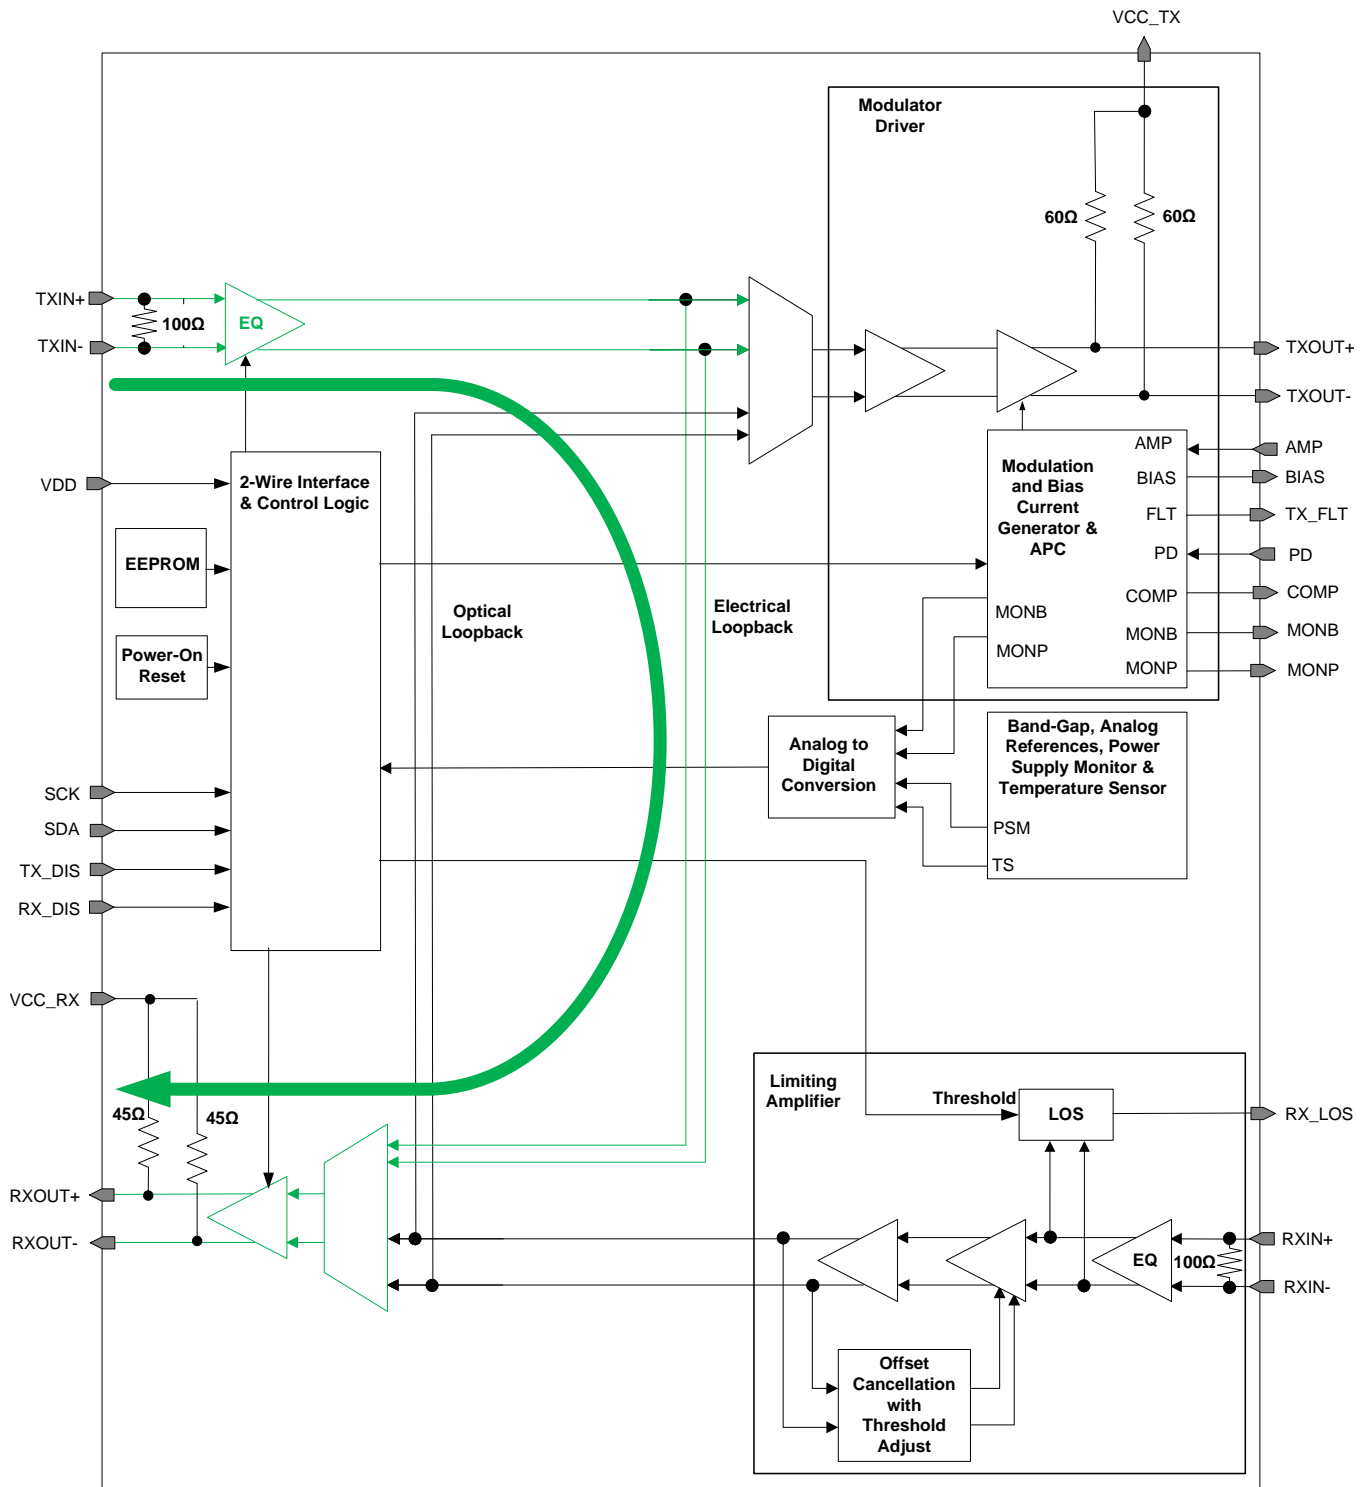 VCC_TX
Modulator
Driver
60Ω
60Ω
TXIN+
100Ω
EQ
TXIN-
TXOUT+
TXOUT-
AMP
AMP
Modulation
and Bias
Current
Generator &
APC
BIAS
BIAS
FLT
TX_FLT
PD
PD
COMP
COMP
MONB
MONB
MONB
MONP
MONP
MONP
VDD
2-Wire Interface
& Control Logic
EEPROM
Power-On
Reset
Optical
Loopback
Electrical
Loopback
Analog to
Digital
Conversion
Band-Gap, Analog
References, Power
Supply Monitor &
Temperature Sensor
PSM
TS
SCK
SDA
TX_DIS
RX_DIS
VCC_RX
45Ω
45Ω
Limiting
Amplifier
Threshold
LOS
RX_LOS
RXOUT+
RXOUT-
EQ
100Ω
RXIN+
RXIN-
Offset
Cancellation
with
Threshold
Adjust